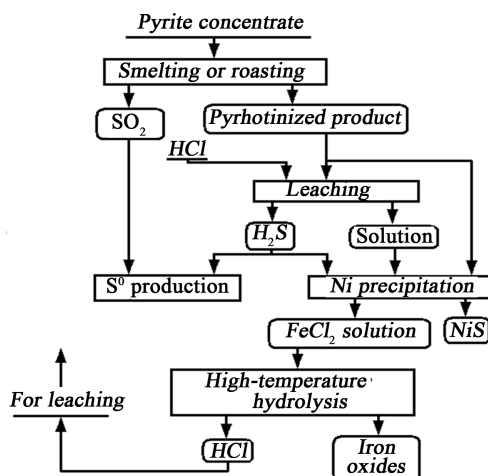 Pyrite concentrate
Smelting or roasting
SO2
Pyrhotinized product
HCl
Leaching
H2S
Solution
S0 production
Ni precipitation
FeCl2 solution
NiS
High-temperature
hydrolysis
For leaching
HCl
Iron
oxides